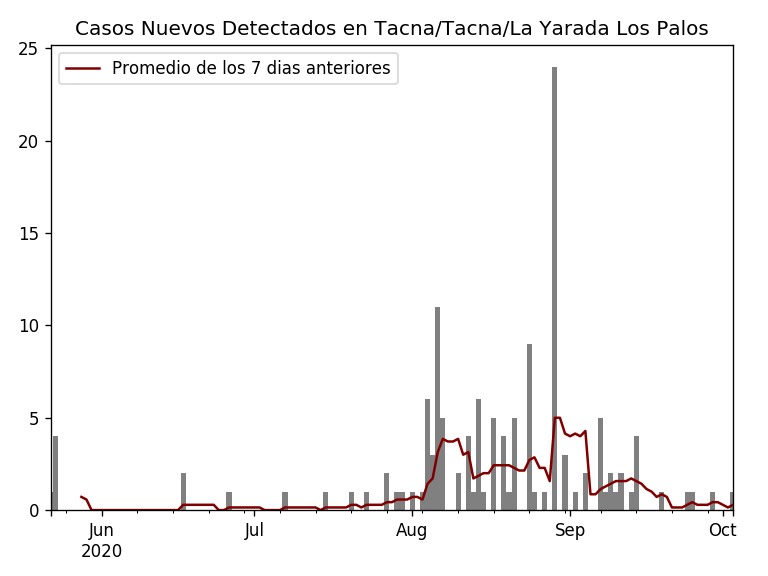 Casos Nuevos Detectados en Tacna/Tacna/La Yarada Los Palos
Promedio de los 7 dias anteriores
25
20
15
10
5
0
Jun Jul Aug Sep Oct
2020